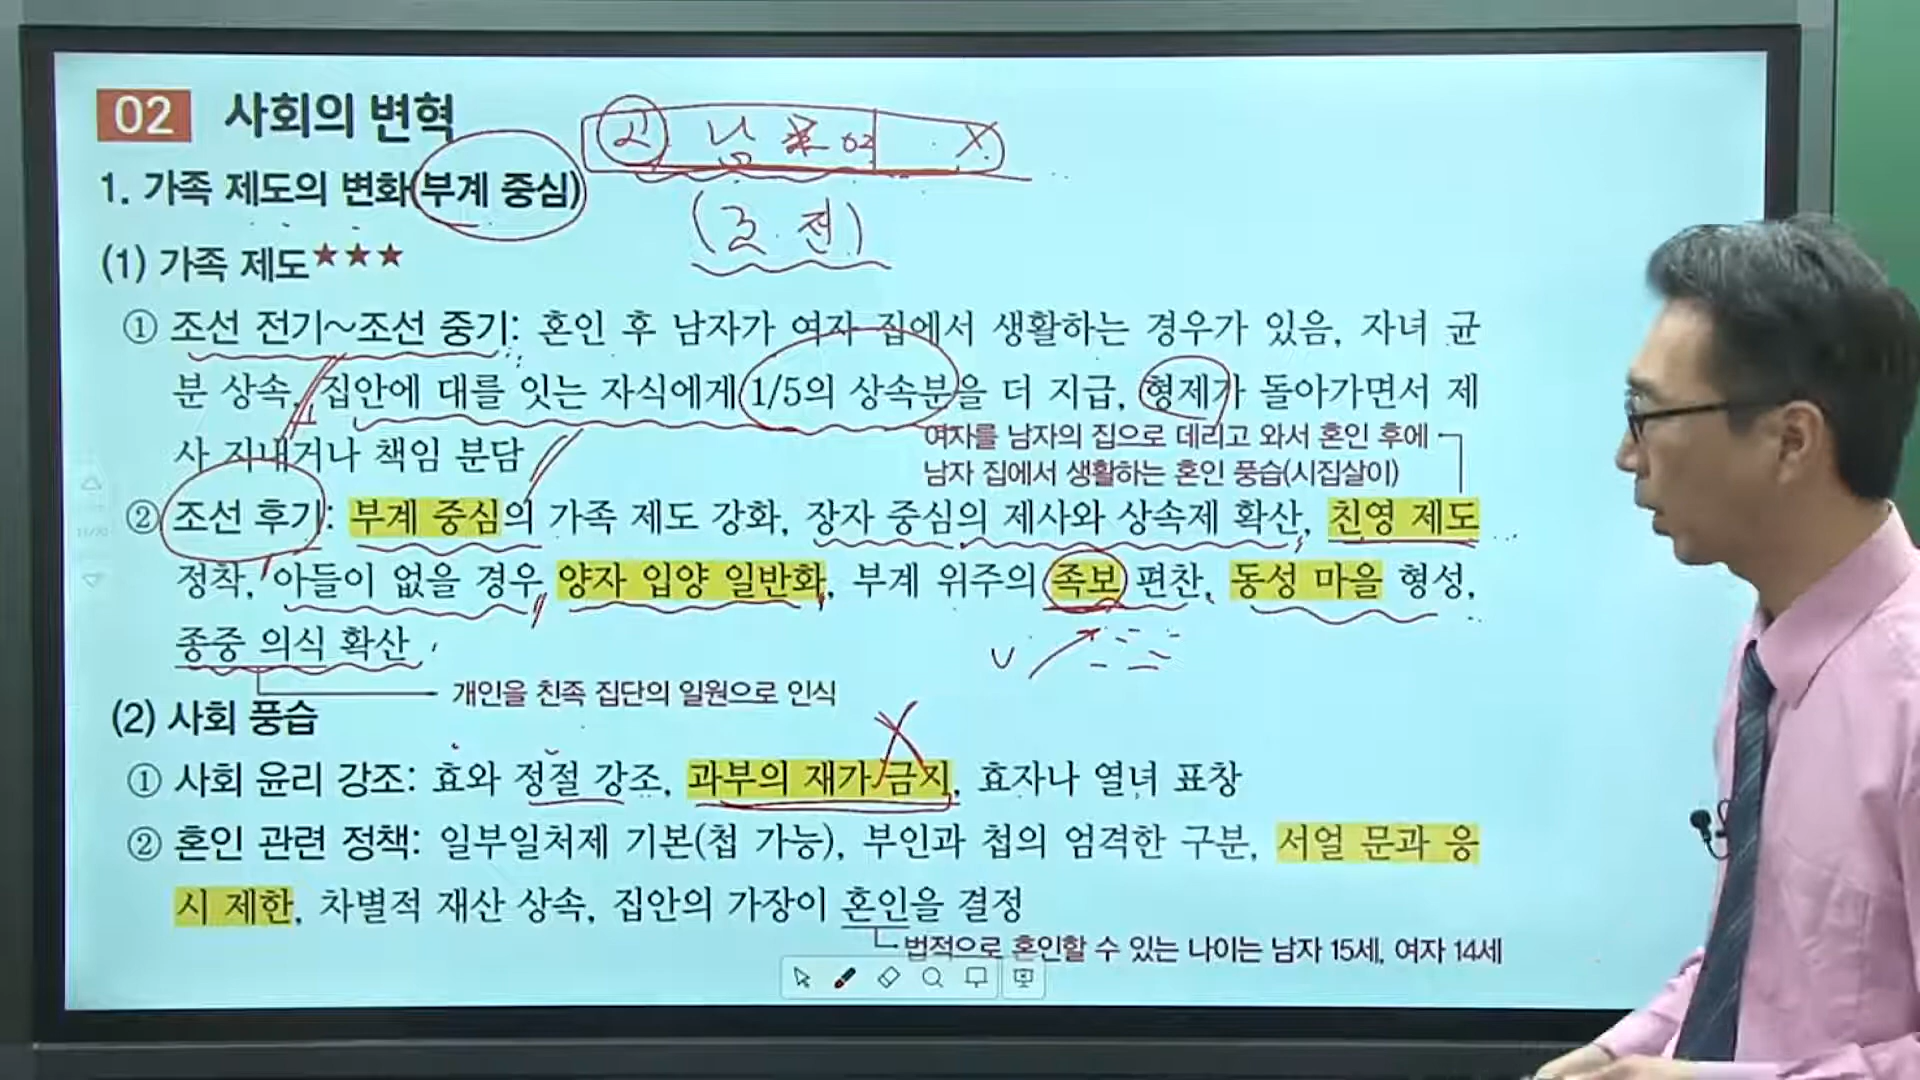 02 사회의 변혁
1. 가족 제도의 변화(부계 중심)
(조 전)
(1) 가족 제도★★★
① 조선 전기~조선 중기: 혼인 후 남자가 여자 집에서 생활하는 경우가 있음, 자녀 균
분 상속, 집안에 대를 잇는 자식에게 1/5의 상속분을 더 지급, 형제가 돌아가면서 제
사 지내거나 책임 분담
여자를 남자의 집으로 데리고 와서 혼인 후에
남자 집에서 생활하는 혼인 풍습(시집살이)
② 조선 후기: 부계 중심의 가족 제도 강화, 장자 중심의 제사와 상속제 확산, 친영 제도
정착, 아들이 없을 경우 양자 입양 일반화, 부계 위주의 족보 편찬, 동성 마을 형성,
종중 의식 확산
개인을 친족 집단의 일원으로 인식
(2) 사회 풍습
① 사회 윤리 강조: 효와 정절 강조, 과부의 재가 금지, 효자나 열녀 표창
② 혼인 관련 정책: 일부일처제 기본(첩 가능), 부인과 첩의 엄격한 구분, 서얼 문과 응
시 제한, 차별적 재산 상속, 집안의 가장이 혼인을 결정
법적으로 혼인할 수 있는 나이는 남자 15세, 여자 14세